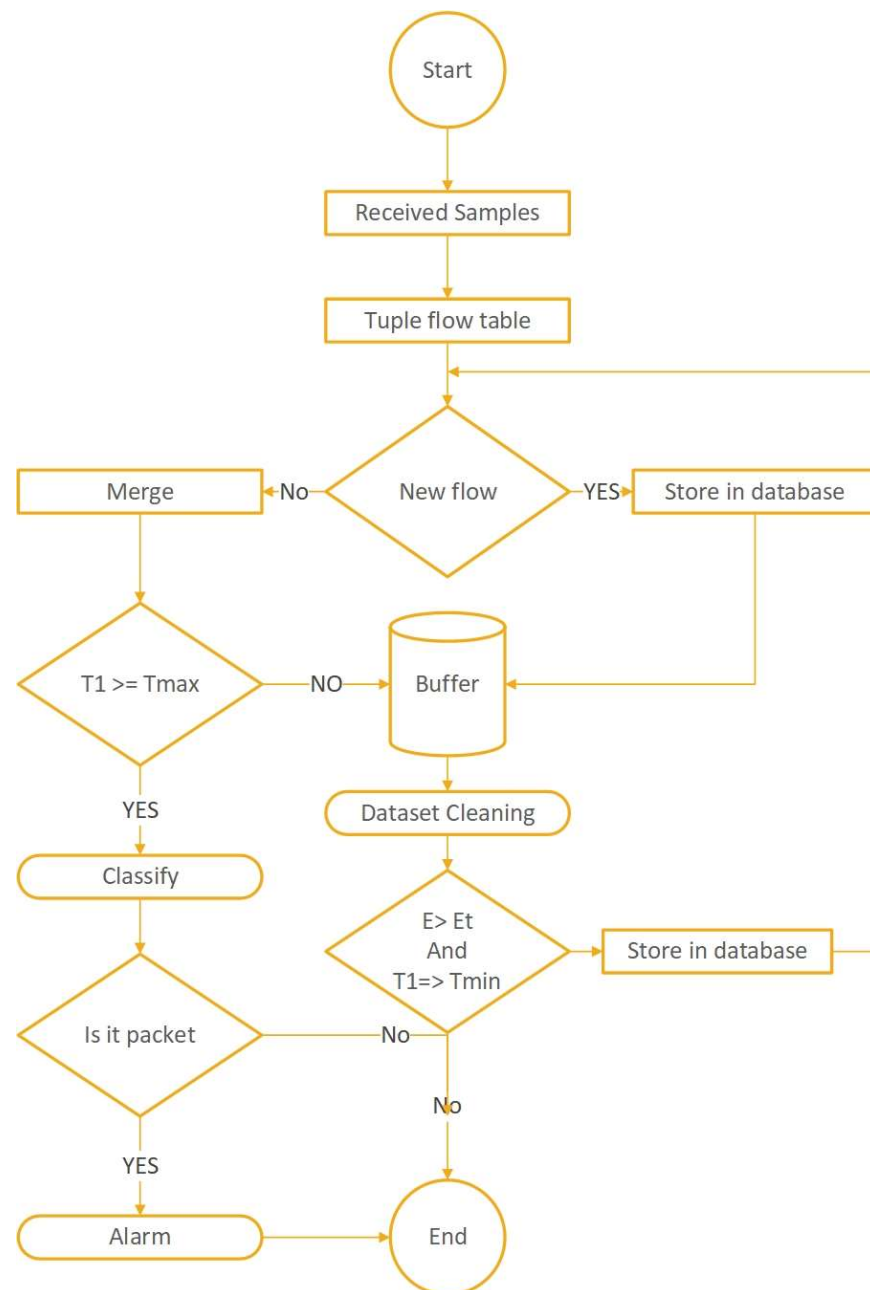 Start
Received Samples
Tuple flow table
Merge
No
New flow
YES
Store in database
T1 >= Tmax
NO
Buffer
YES
Dataset Cleaning
Classify
E> Et
And
T1=> Tmin
Store in database
Is it packet
No
No
YES
Alarm
End